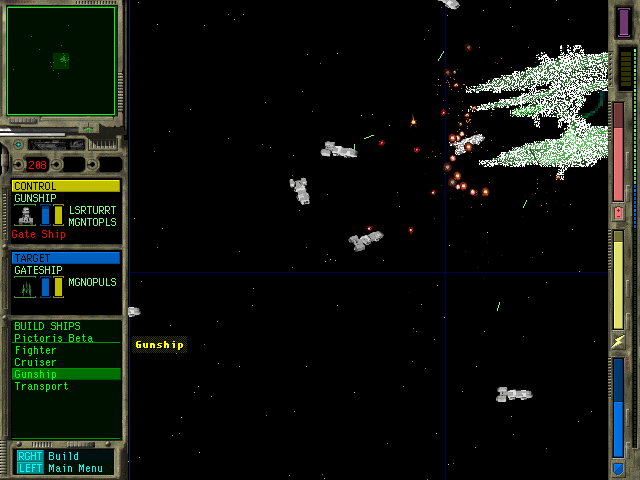 208
CONTROL
GUNSHIP
LSRTURRT
MGNTOPLS
Gata Ship
TARGET
GATESHIP
MGNOPULS
BUILD SHIPS
Pictoris Beta
Fighter
Cruiser
Gunship
Transport
Gunship
RGHT Build
LEFT Main Menu